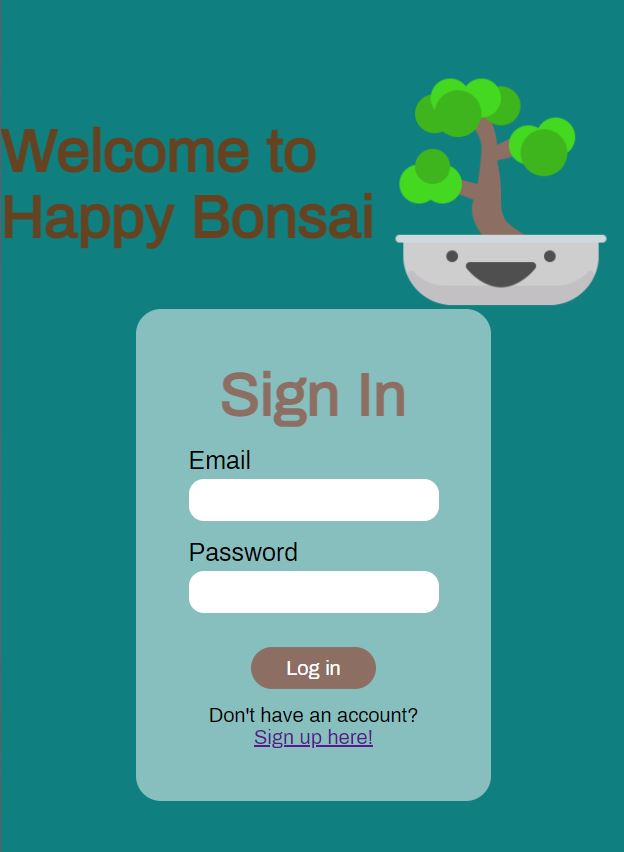 Welcome to
Happy Bonsai
Sign In
Email
Password
Log in
Don't have an account?
Sign up here!